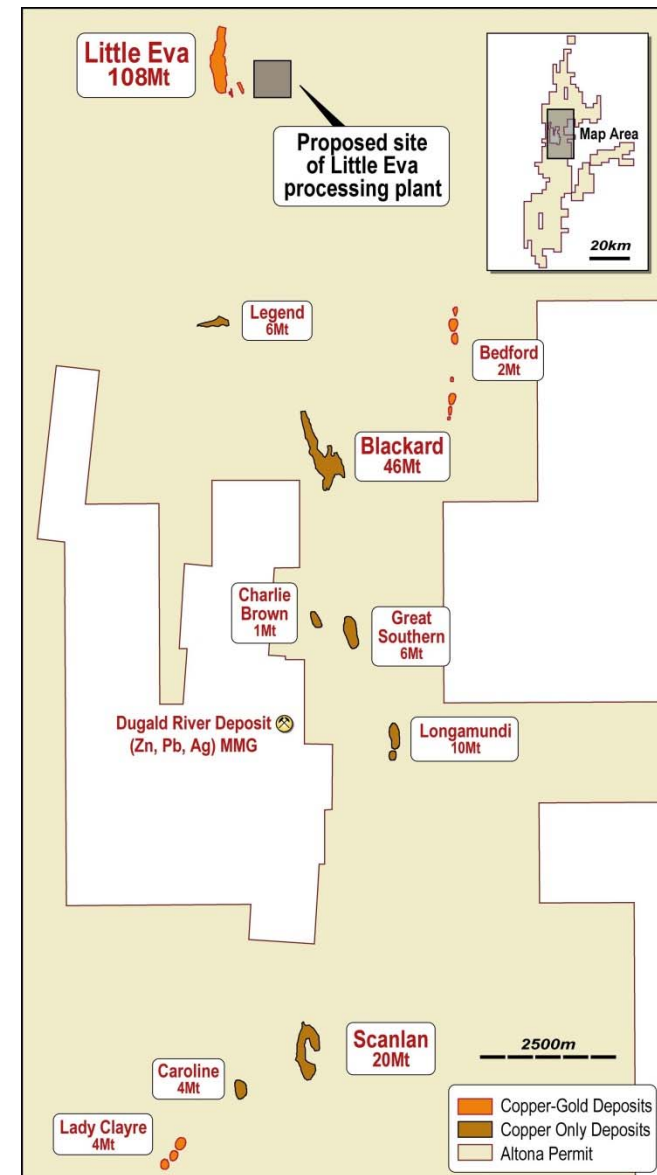 Little Eva
108Mt
Proposed site
of Little Eva
processing plant
Map Area
20km
Legend
6Mt
Bedford
2Mt
Blackard
46Mt
Charlie
Brown
1Mt
Great
Southern
6Mt
Dugald River Deposit
(Zn, Pb, Ag) MMG
Longamundi
10Mt
Scanlan
20Mt
2500m
Caroline
4Mt
Lady Clayre
4Mt
Copper-Gold Deposits
Copper Only Deposits
Altona Permit